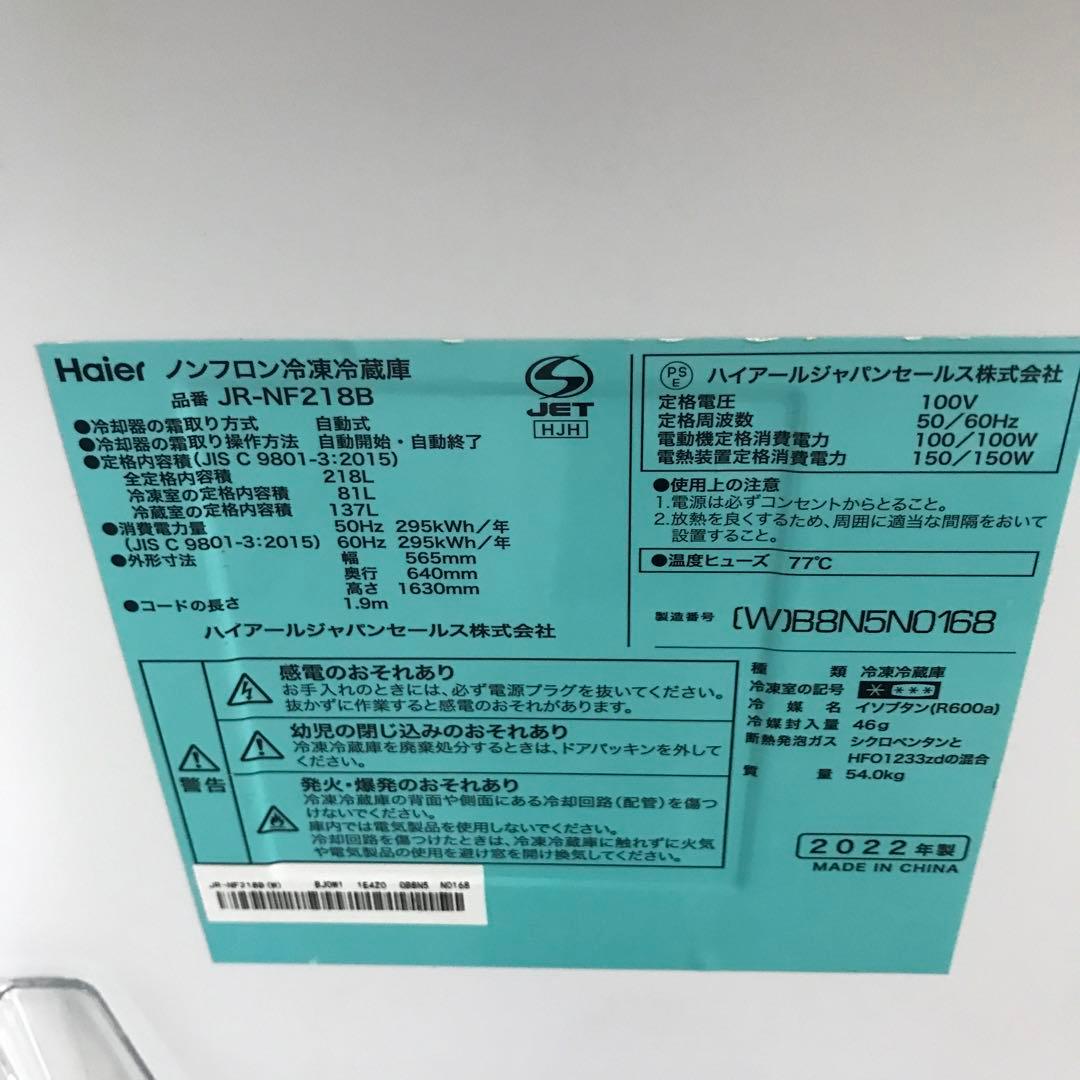 Haier ノンフロン冷凍冷蔵庫
品番 JR-NF218B
●冷却器の霜取り方式 自動式
●冷却器の霜取り操作方法 自動開始・自動終了
●定格内容積(JIS C 9801-3:2015)
全定格内容積 218L
冷凍室の定格内容積 81L
冷蔵室の定格内容積 137L
●消費電力量 50Hz 295kWh/年
(JIS C 9801-3:2015) 60Hz 295kWh/年
●外形寸法 幅 565mm
奥行 640mm
高さ 1630mm
●コードの長さ 1.9m
ハイアールジャパンセールス株式会社
JET
HJH
PSE ハイアールジャパンセールス株式会社
定格電圧 100V
定格周波数 50/60Hz
電動機定格消費電力 100/100W
電熱装置定格消費電力 150/150W
●使用上の注意
1.電源は必ずコンセントからとること。
2.放熱を良くするため、周囲に適当な間隔をおいて
設置すること。
●温度ヒューズ 77℃
製造番号 (W)B8N5N0168
警告
感電のおそれあり
お手入れのときには、必ず電源プラグを抜いてください。
抜かずに作業すると感電のおそれあります。
幼児の閉じ込みのおそれあり
冷凍冷蔵庫を廃棄処分するときは、ドアパッキンを外して
ください。
発火・爆発のおそれあり
冷凍冷蔵庫の背面や側面にある冷却回路(配管)を傷つ
けないでください。
庫内では電気製品を使用しないでください。
冷却回路を傷つけたときは、冷凍冷蔵庫に触れずに火気
や電気製品の使用を避け窓を開け換気してください。
種類 冷凍冷蔵庫
冷凍室の記号 * ***
冷媒名 イソブタン(R600a)
冷媒封入量 46g
断熱発泡ガス シクロペンタンと
HFO1233zdの混合
質量 54.0kg
2022年製
MADE IN CHINA
JR-NF218B(W) BJ0W1 1E4Z0 QB8N5 N0168